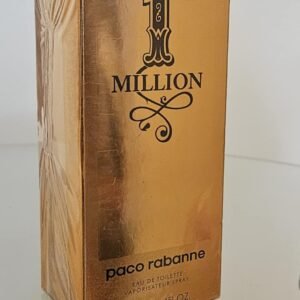 1
MILLION
paco rabanne
EAU DE TOILETTE
VAPORISATEUR SPRAY